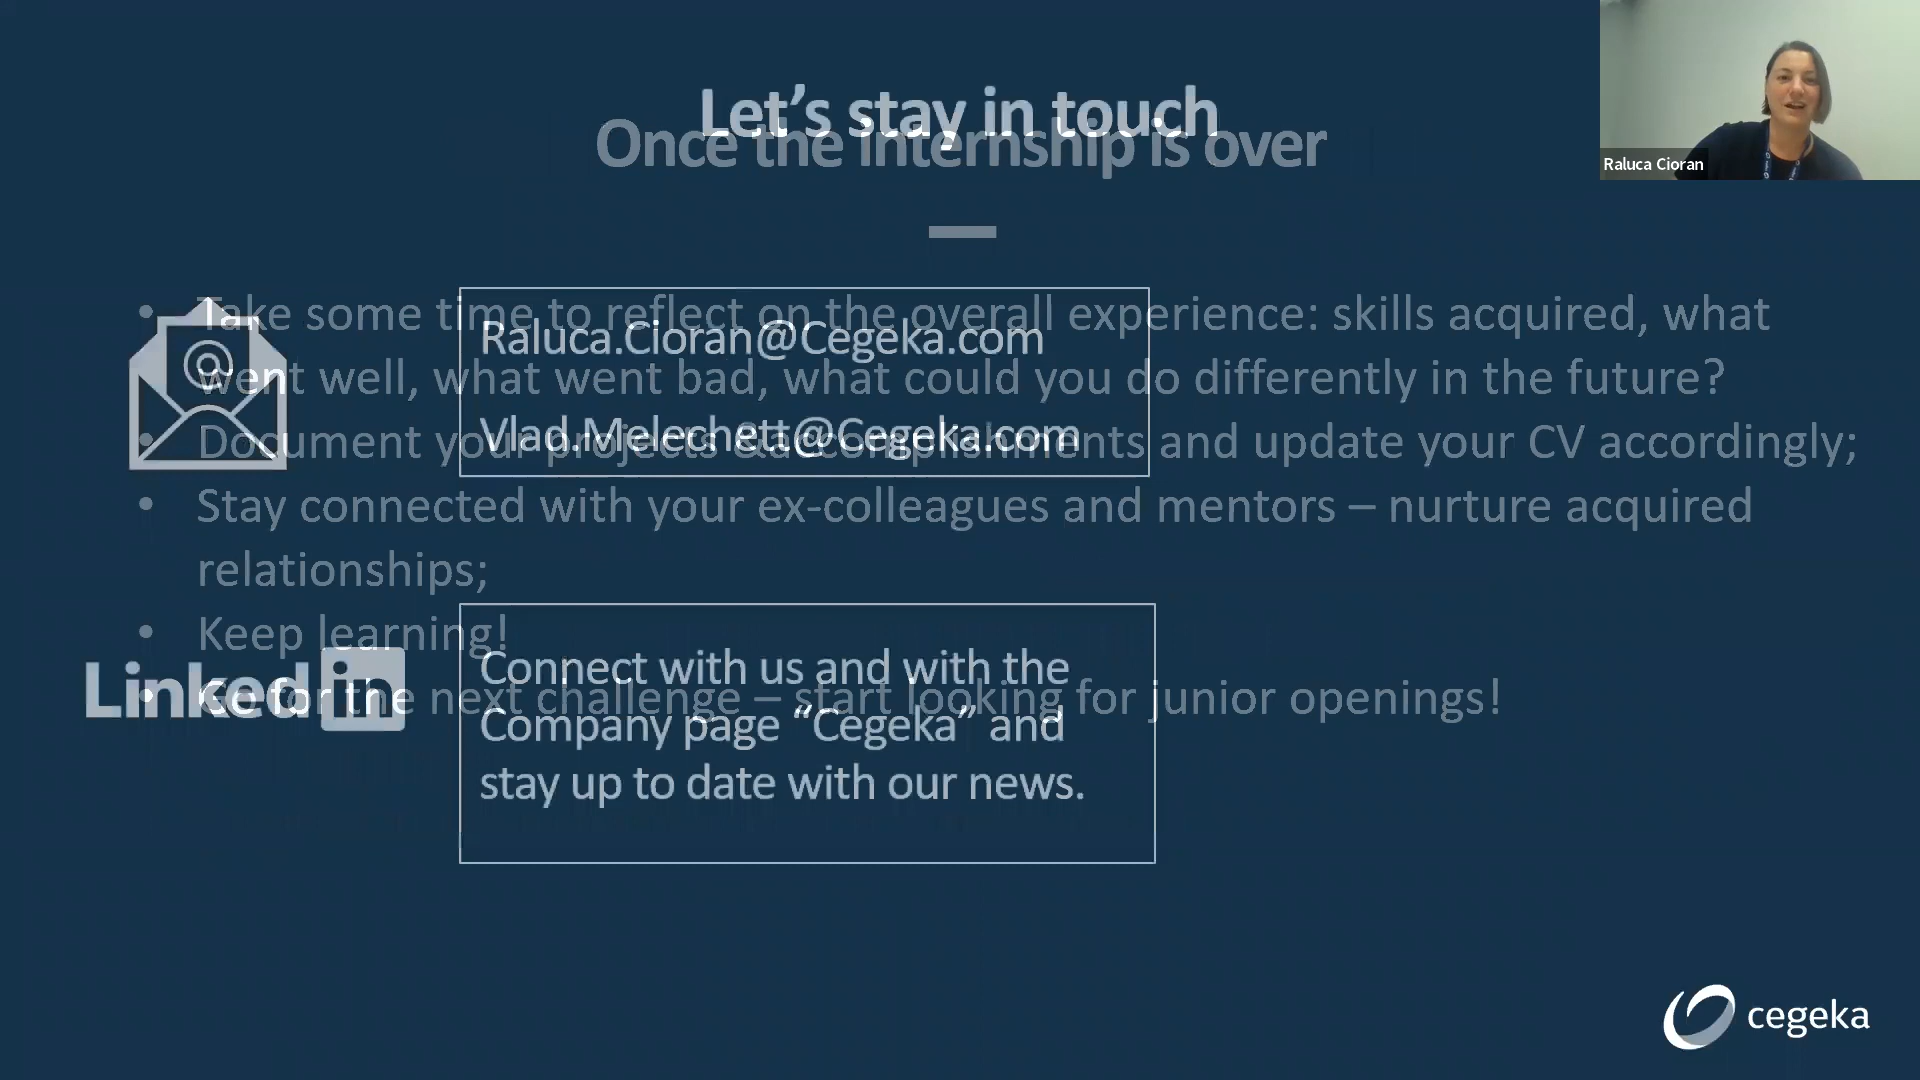 Let's stay in touch
Once the internship is over
Raluca Cioran
• Take some time to reflect on the overall experience: skills acquired, what
went well, what went bad, what could you do differently in the future?
• Document your projects & accomplishments and update your CV accordingly;
• Stay connected with your ex-colleagues and mentors – nurture acquired
relationships;
• Keep learning!
• Go for the next challenge – start looking for junior openings!
@
Raluca.Cioran@Cegeka.com
Vlad.Melechett@Cegeka.com
Linked in
Connect with us and with the
Company page “Cegeka” and
stay up to date with our news.
cegeka